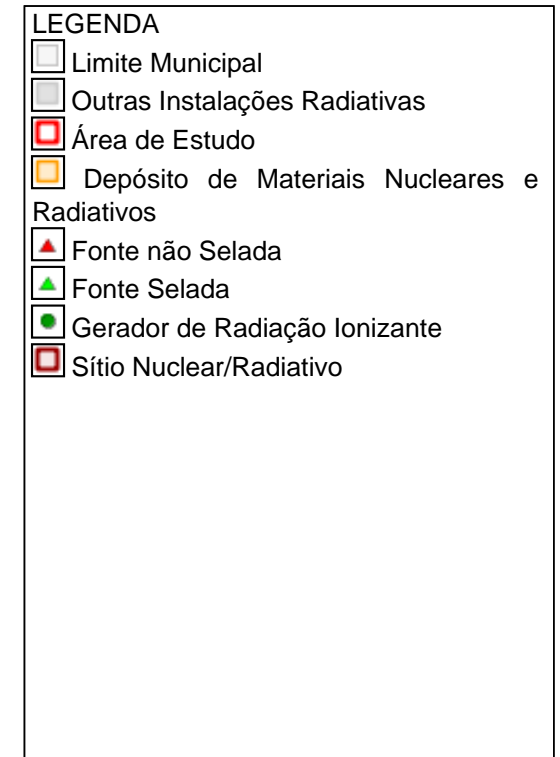 LEGENDA
Limite Municipal
Outras Instalações Radiativas
Área de Estudo
Depósito de Materiais Nucleares e
Radiativos
Fonte não Selada
Fonte Selada
Gerador de Radiação Ionizante
Sítio Nuclear/Radiativo